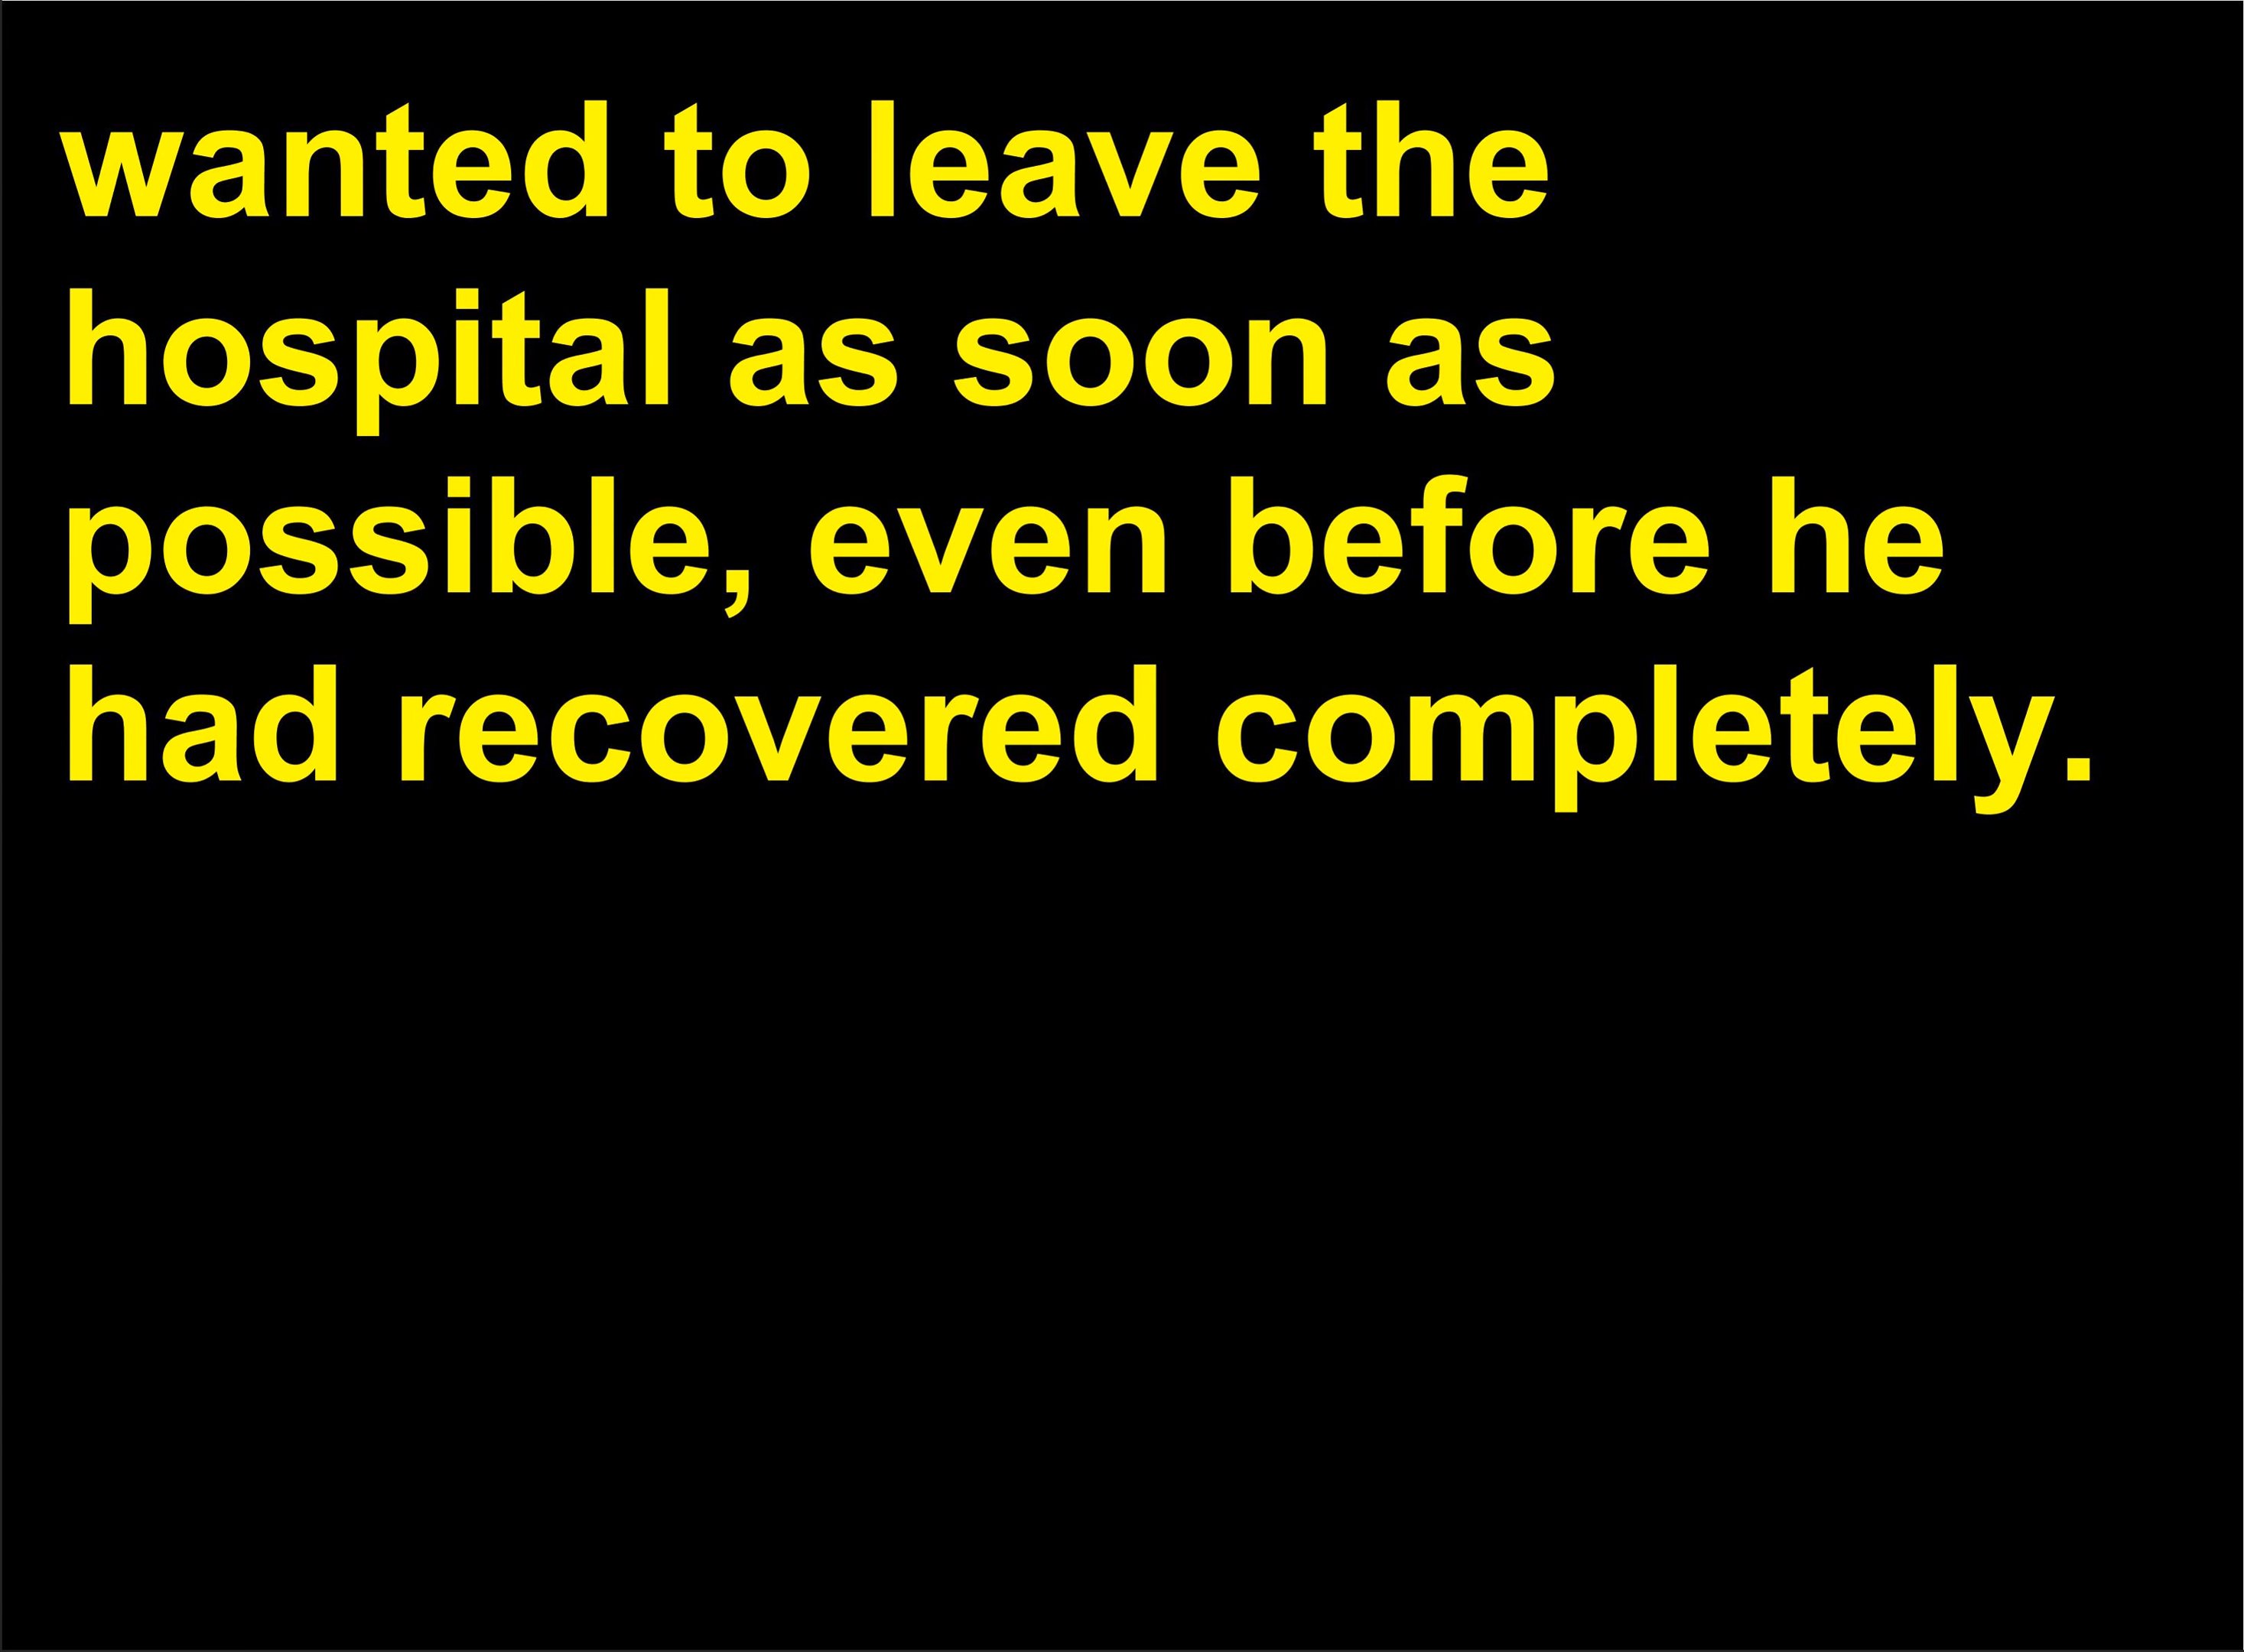 wanted to leave the
hospital as soon as
possible, even before he
had recovered completely.